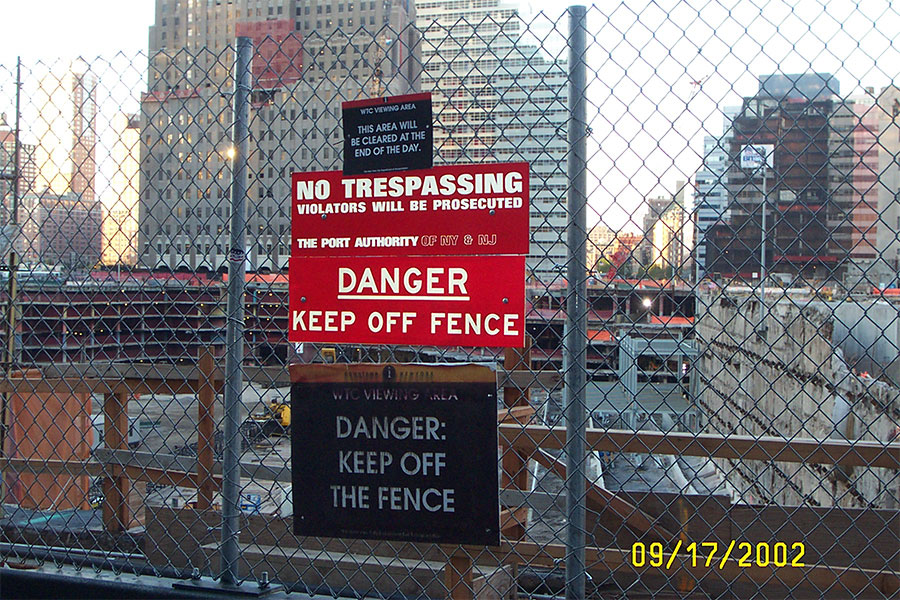 WTC VIEWING AREA
THIS AREA WILL
BE CLEARED AT THE
END OF THE DAY.
NO TRESPASSING
VIOLATORS WILL BE PROSECUTED
THE PORT AUTHORITY OF NY & NJ
DANGER
KEEP OFF FENCE
WTC VIEWING AREA
DANGER:
KEEP OFF
THE FENCE
09/17/2002